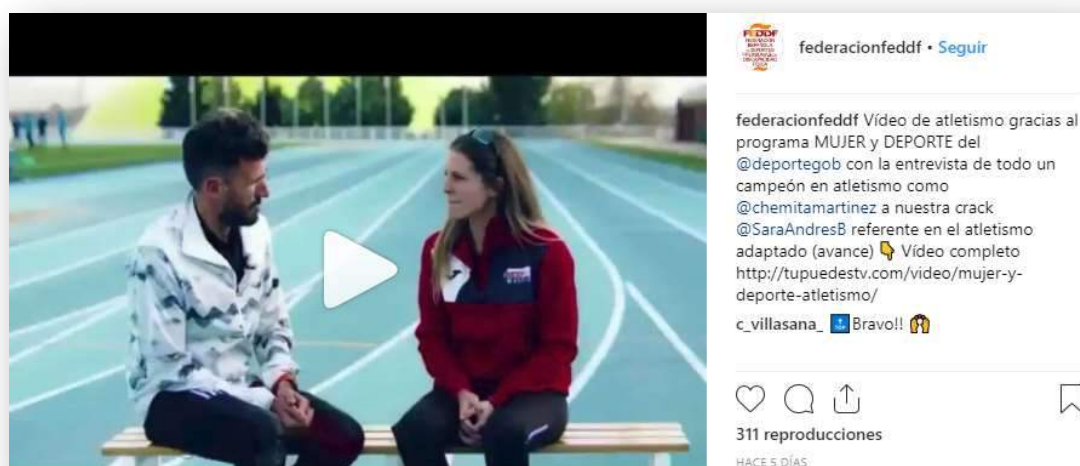 FEDDF
federacionfeddf • Seguir
federacionfeddf Vídeo de atletismo gracias al
programa MUJER y DEPORTE del
@deportegob con la entrevista de todo un
campeón en atletismo como
@chemitamartinez a nuestra crack
@SaraAndresB referente en el atletismo
adaptado (avance) 👇 Vídeo completo
http://tupuedestv.com/video/mujer-y-
deporte-atletismo/
c_villasana_ 🔝 Bravo!! 🙌
311 reproducciones
HACE 5 DÍAS